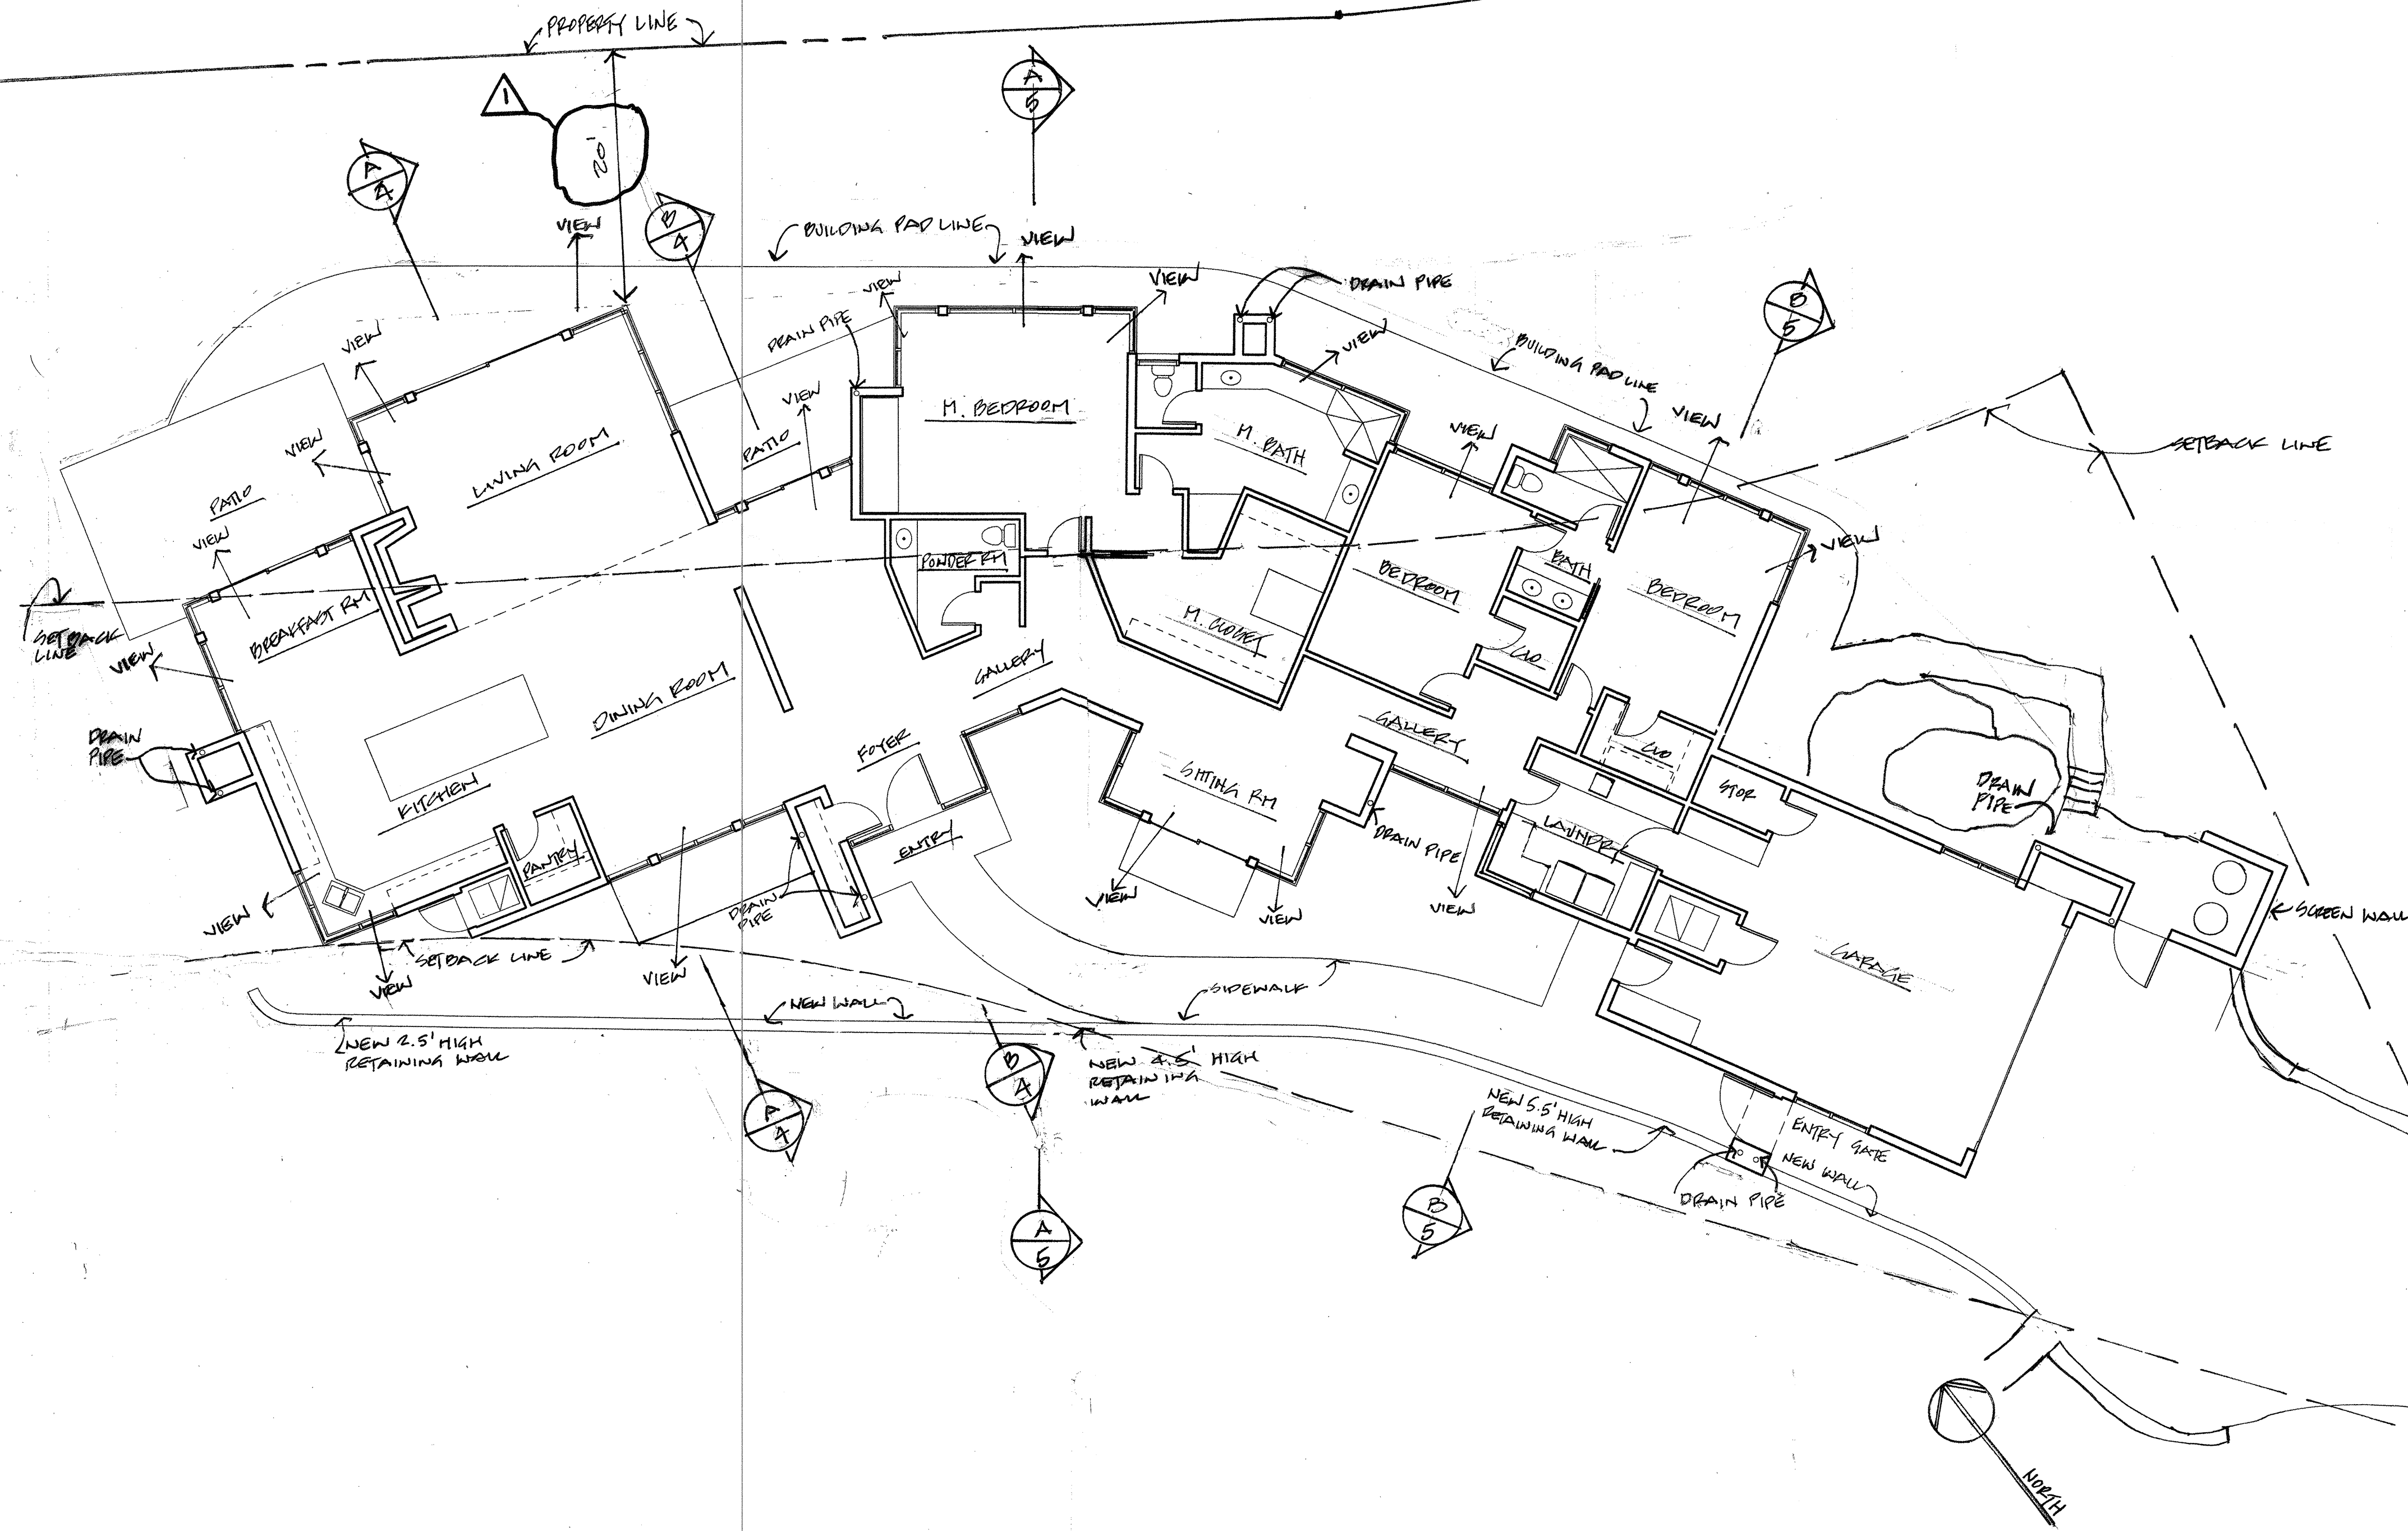 PROPERTY LINE
1
20'
A
5
A
4
VIEW
B
4
BUILDING PAD LINE
VIEW
VIEW
VIEW
DRAIN PIPE
B
5
DRAIN PIPE
VIEW
VIEW
BUILDING PAD LINE
VIEW
VIEW
VIEW
M. BEDROOM
M. BATH
VIEW
SETBACK LINE
LIVING ROOM
PATIO
VIEW
PATIO
VIEW
VIEW
POWDER RM
BATH
BEDROOM
BEDROOM
BREAKFAST RM
SETBACK
LINE
VIEW
M. CLOSET
CLO
GALLERY
DINING ROOM
GALLERY
FOYER
CLO
DRAIN
PIPE
KITCHEN
SITTING RM
STOR
DRAIN
PIPE
LAUNDRY
DRAIN PIPE
ENTRY
PANTRY
VIEW
DRAIN
PIPE
VIEW
VIEW
VIEW
SCREEN WALL
SETBACK LINE
VIEW
VIEW
GARAGE
NEW WALL
SIDEWALK
NEW 2.5' HIGH
RETAINING WALL
B
4
NEW 4.5' HIGH
RETAINING
WALL
A
4
NEW 5.5' HIGH
RETAINING WALL
ENTRY GATE
NEW WALL
DRAIN PIPE
A
5
B
5
NORTH